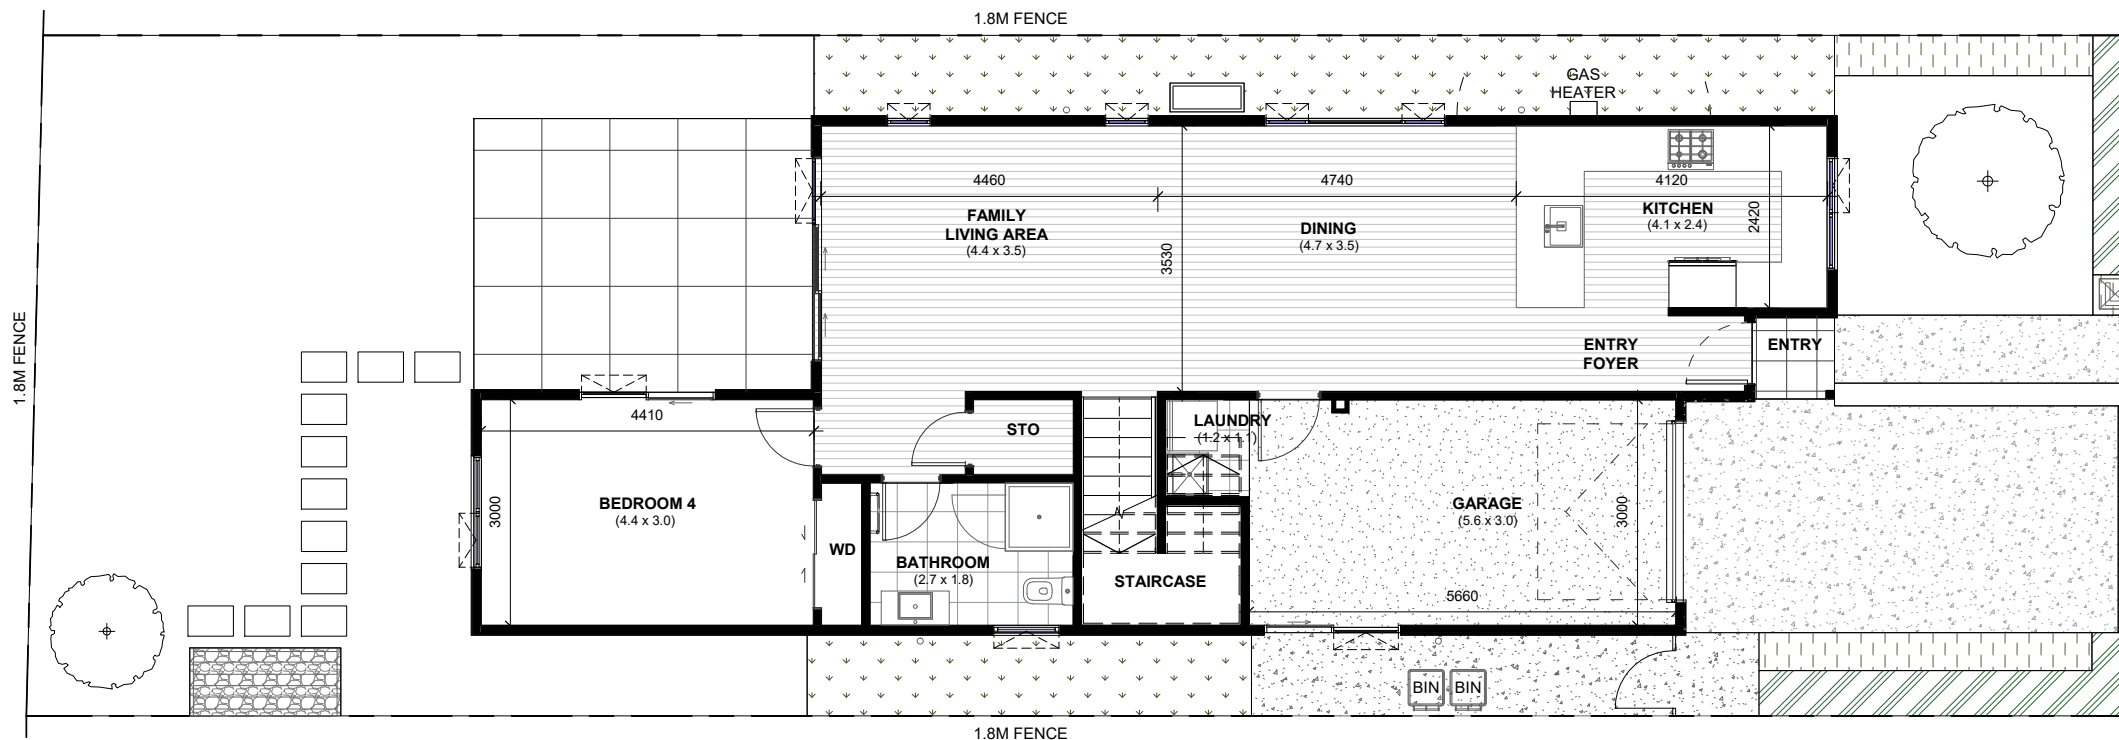 1.8M FENCE
GAS
HEATER
4460
4740
4120
FAMILY
LIVING AREA
(4.4 x 3.5)
DINING
(4.7 x 3.5)
KITCHEN
(4.1 x 2.4)
2420
3530
1.8M FENCE
ENTRY
FOYER
ENTRY
4410
STO
LAUNDRY
(1.2 x 1.1)
BEDROOM 4
(4.4 x 3.0)
3000
GARAGE
(5.6 x 3.0)
3000
WD
BATHROOM
(2.7 x 1.8)
STAIRCASE
5660
BIN
BIN
1.8M FENCE